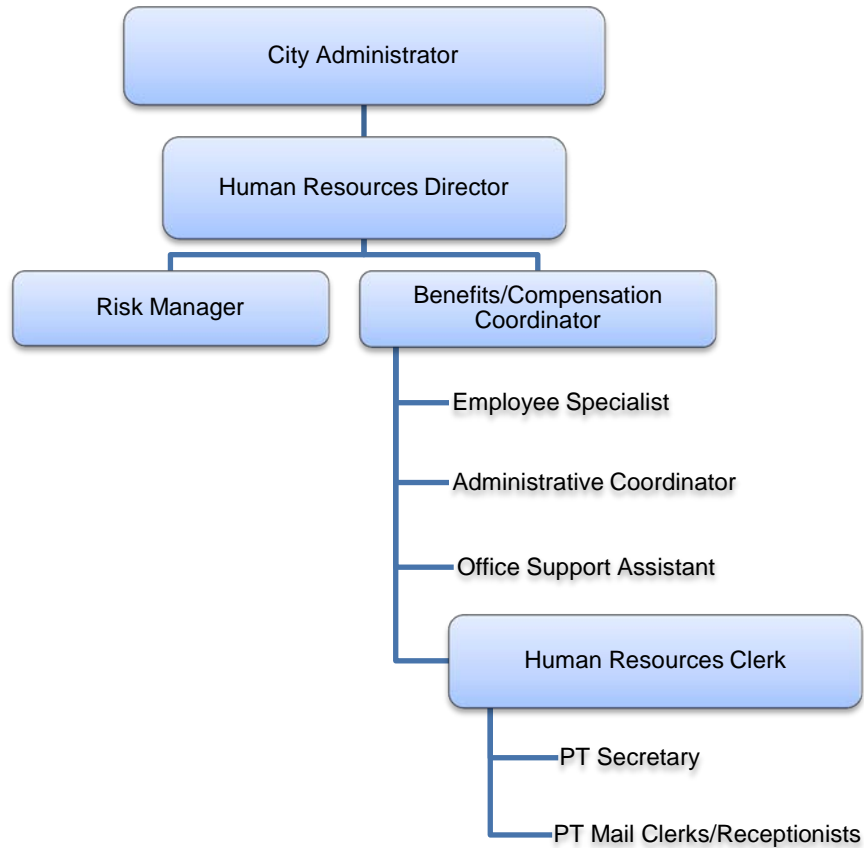 City Administrator
Human Resources Director
Risk Manager
Benefits/Compensation
Coordinator
Employee Specialist
Administrative Coordinator
Office Support Assistant
Human Resources Clerk
PT Secretary
PT Mail Clerks/Receptionists